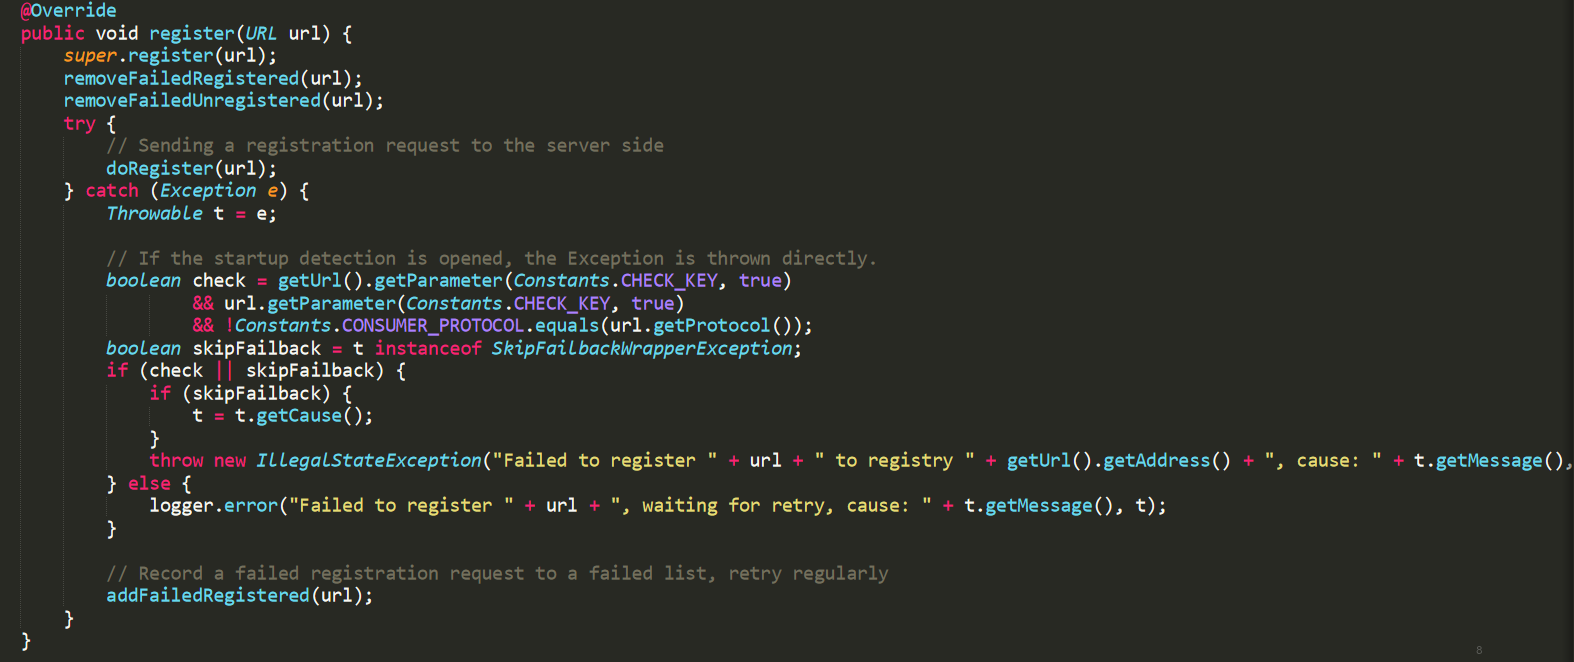 @Override
public void register(URL url) {
    super.register(url);
    removeFailedRegistered(url);
    removeFailedUnregistered(url);
    try {
        // Sending a registration request to the server side
        doRegister(url);
    } catch (Exception e) {
        Throwable t = e;

        // If the startup detection is opened, the Exception is thrown directly.
        boolean check = getUrl().getParameter(Constants.CHECK_KEY, true)
                && url.getParameter(Constants.CHECK_KEY, true)
                && !Constants.CONSUMER_PROTOCOL.equals(url.getProtocol());
        boolean skipFailback = t instanceof SkipFailbackWrapperException;
        if (check || skipFailback) {
            if (skipFailback) {
                t = t.getCause();
            }
            throw new IllegalStateException("Failed to register " + url + " to registry " + getUrl().getAddress() + ", cause: " + t.getMessage(),
        } else {
            logger.error("Failed to register " + url + ", waiting for retry, cause: " + t.getMessage(), t);
        }

        // Record a failed registration request to a failed list, retry regularly
        addFailedRegistered(url);
    }
}
8